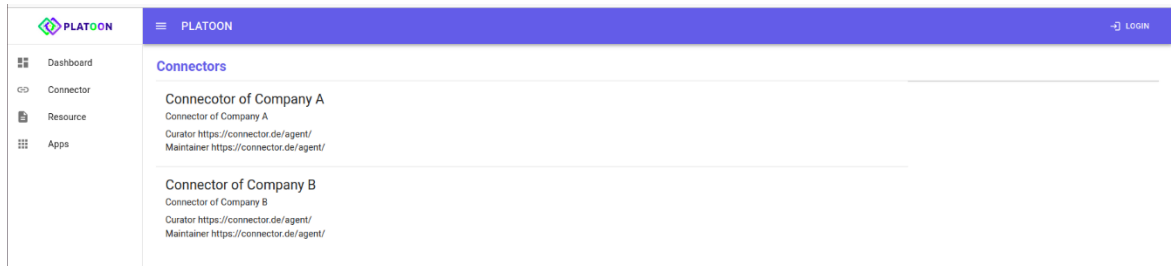 PLATOON
PLATOON
LOGIN
Dashboard
Connector
Resource
Apps
Connectors
Connecotor of Company A
Connector of Company A
Curator https://connector.de/agent/
Maintainer https://connector.de/agent/
Connector of Company B
Connector of Company B
Curator https://connector.de/agent/
Maintainer https://connector.de/agent/